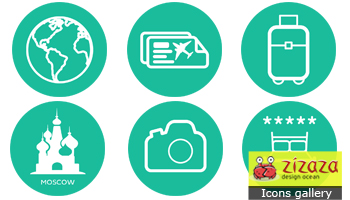 MOSCOW
zizaza
design ocean
Icons gallery